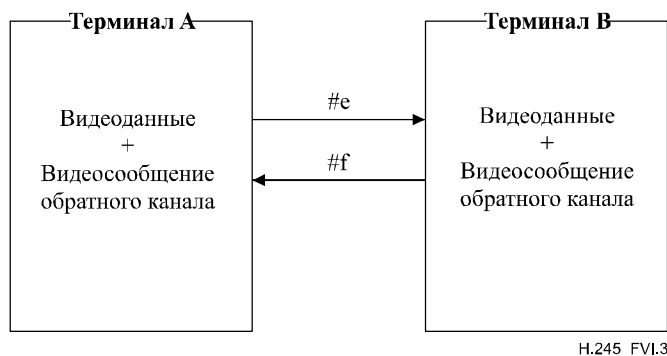 Терминал A
Терминал B
Видеоданные
+
Видеосообщение
обратного канала
#e
#f
Видеоданные
+
Видеосообщение
обратного канала
H.245 FVI.3